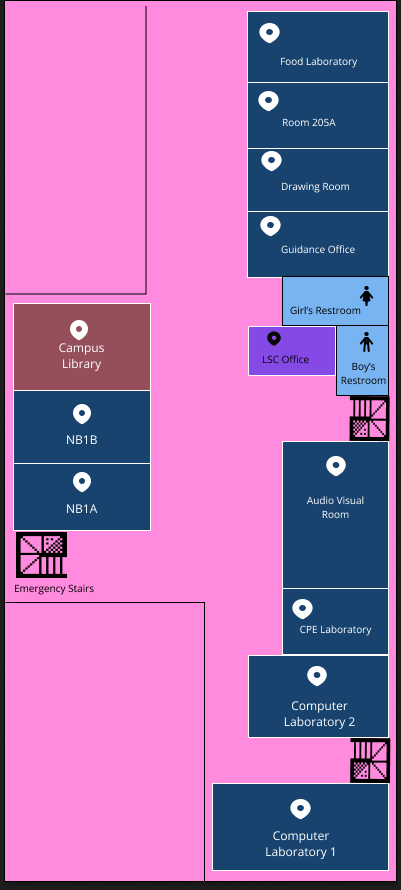 Food Laboratory
Room 205A
Drawing Room
Guidance Office
Girl's Restroom
LSC Office
Boy's
Restroom
Campus
Library
NB1B
NB1A
Emergency Stairs
Audio Visual
Room
CPE Laboratory
Computer
Laboratory 2
Computer
Laboratory 1